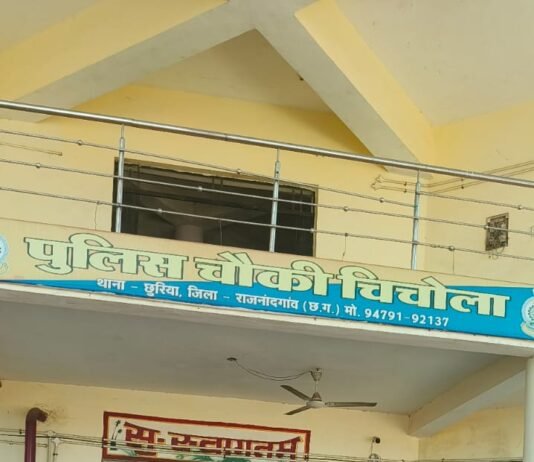 पुलिस चौकी-चिचोला
थाना - छुरिया, जिला - राजनांदगांव (छ.ग.) मो. 94791-92137